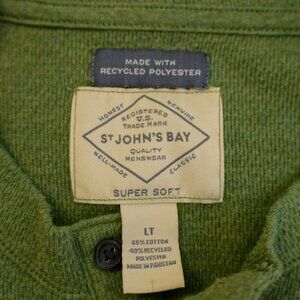 MADE WITH
RECYCLED POLYESTER
HONEST
GENUINE
REGISTERED
U.S.
TRADE MARK
ST JOHN'S BAY
QUALITY
MENSWEAR
WELL-MADE
CLASSIC
SUPER SOFT
LT
60% COTTON
40% RECYCLED
POLYESTER
MADE IN PAKISTAN